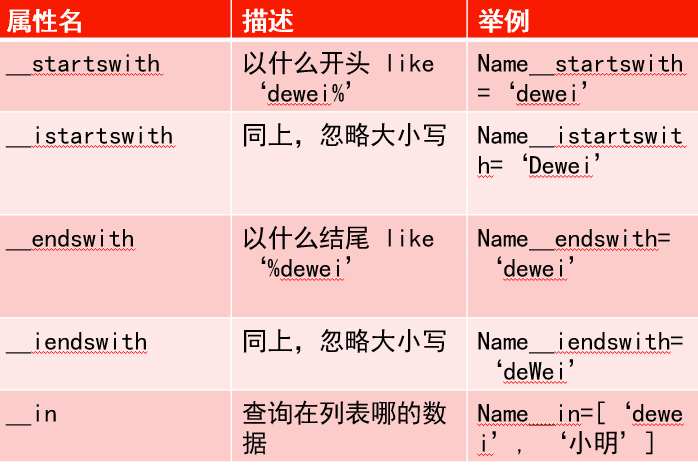 属性名 描述 举例
__startswith 以什么开头 like Name__startswith
‘dewei%’ =‘dewei’
__istartswith 同上，忽略大小写 Name__istartswit
h=‘Dewei’
__endswith 以什么结尾 like Name__endswith=
‘%dewei’ ‘dewei’
__iendswith 同上，忽略大小写 Name__iendswith=
‘deWei’
__in 查询在列表哪的数 Name__in=[‘dewe
据 i’, ‘小明’]